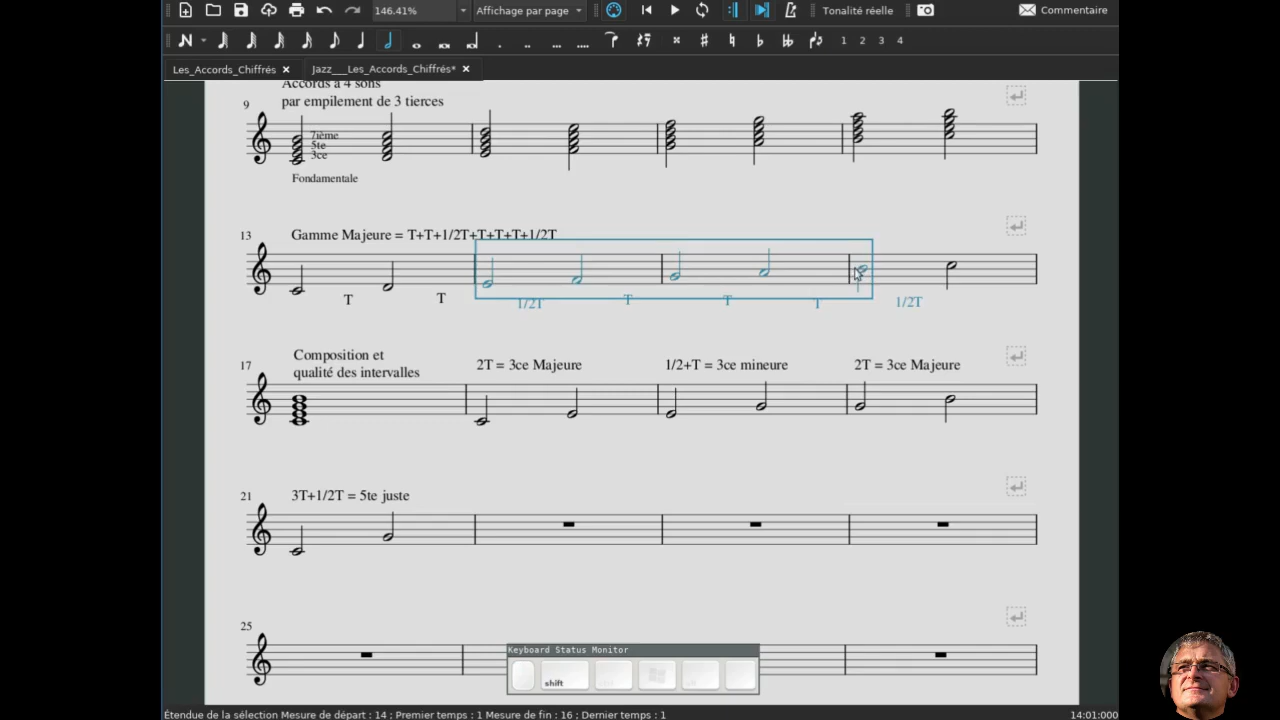 146.41% Affichage par page Tonalité réelle Commentaire
1 2 3 4
Les_Accords_Chiffrés Jazz___Les_Accords_Chiffrés*
Accords à 4 sons
par empilement de 3 tierces
9
7ième
5te
3ce
Fondamentale
13 Gamme Majeure = T+T+1/2T+T+T+T+1/2T
T T 1/2T T T T 1/2T
Composition et
qualité des intervalles
17 2T = 3ce Majeure 1/2+T = 3ce mineure 2T = 3ce Majeure
21 3T+1/2T = 5te juste
25
Keyboard Status Monitor
shift
Étendue de la sélection Mesure de départ : 14 ; Premier temps : 1 Mesure de fin : 16 ; Dernier temps : 1 14:01:000